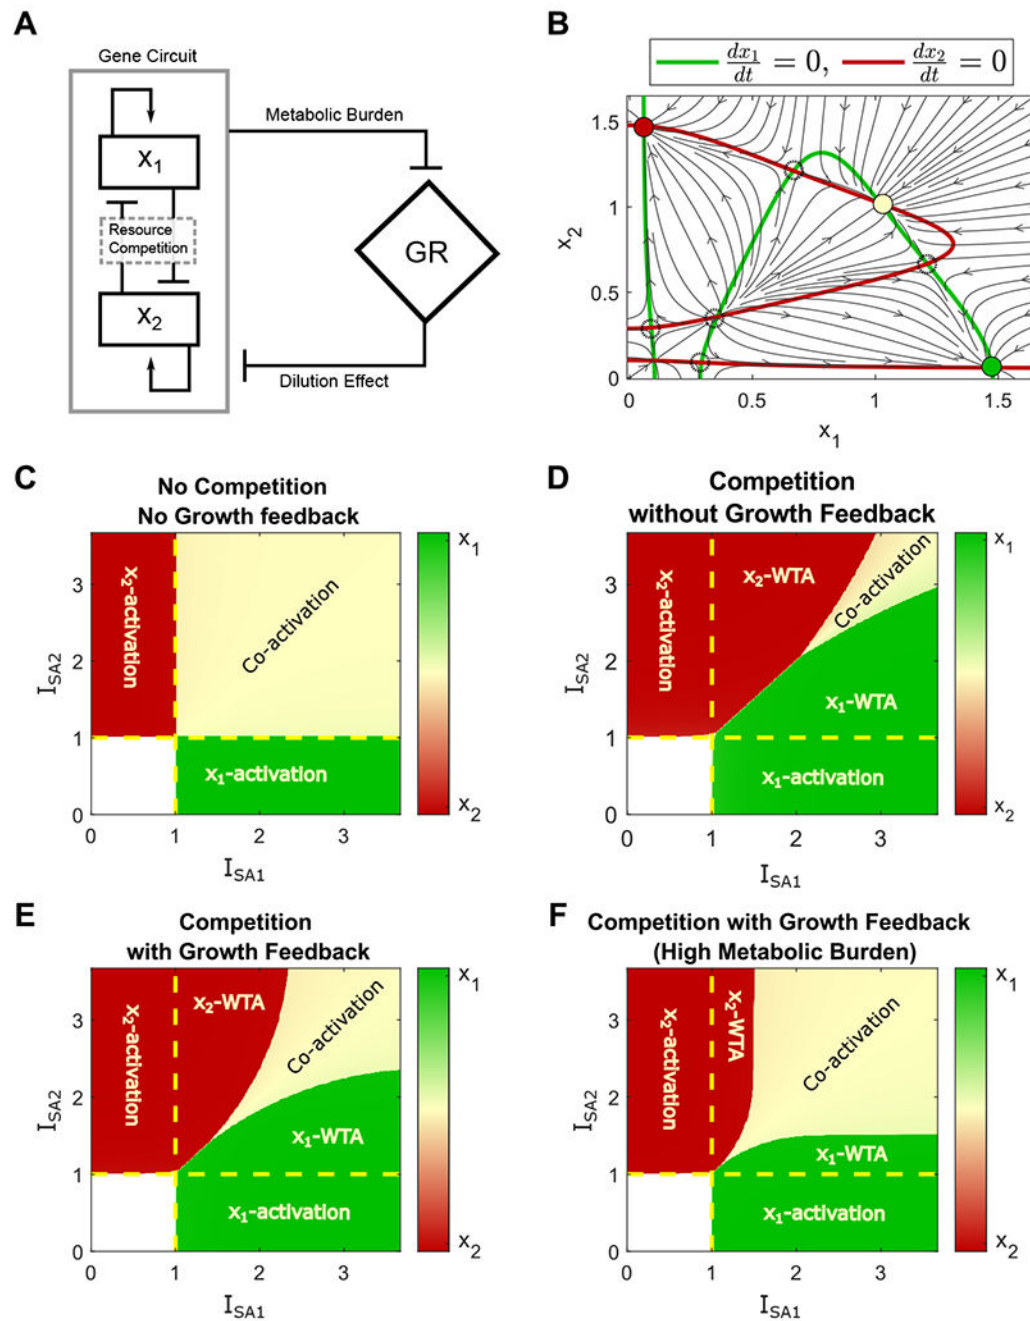 A
Gene Circuit
X1
Resource
Competition
X2
Metabolic Burden
GR
Dilution Effect
B
dx1/dt = 0, dx2/dt = 0
1.5
1
0.5
0
x2
0 0.5 1 1.5
x1
C
No Competition
No Growth feedback
x2-activation
Co-activation
x1-activation
3
2
1
0
ISA2
0 1 2 3
ISA1
x1
x2
D
Competition
without Growth Feedback
x2-activation
x2-WTA
Co-activation
x1-WTA
x1-activation
3
2
1
0
ISA2
0 1 2 3
ISA1
x1
x2
E
Competition
with Growth Feedback
x2-activation
x2-WTA
Co-activation
x1-WTA
x1-activation
3
2
1
0
ISA2
0 1 2 3
ISA1
x1
x2
F
Competition with Growth Feedback
(High Metabolic Burden)
x2-activation
x2-WTA
Co-activation
x1-WTA
x1-activation
3
2
1
0
ISA2
0 1 2 3
ISA1
x1
x2